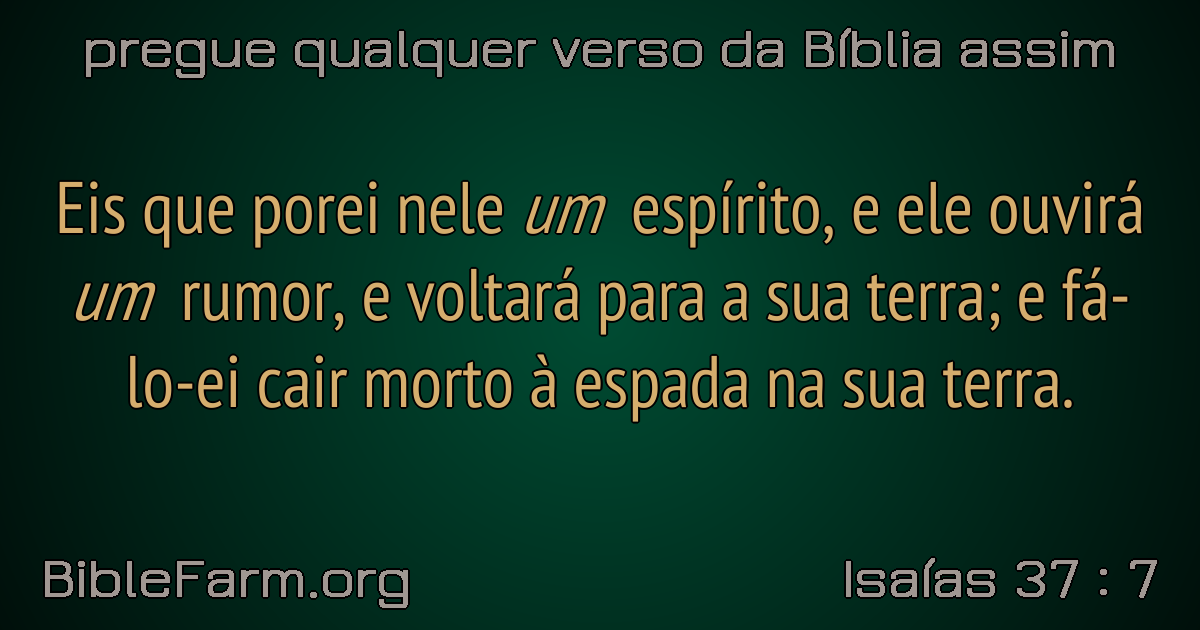 pregue qualquer verso da Bíblia assim
Eis que porei nele um espírito, e ele ouvirá
um rumor, e voltará para a sua terra; e fá-
lo-ei cair morto à espada na sua terra.
BibleFarm.org
Isaías 37 : 7